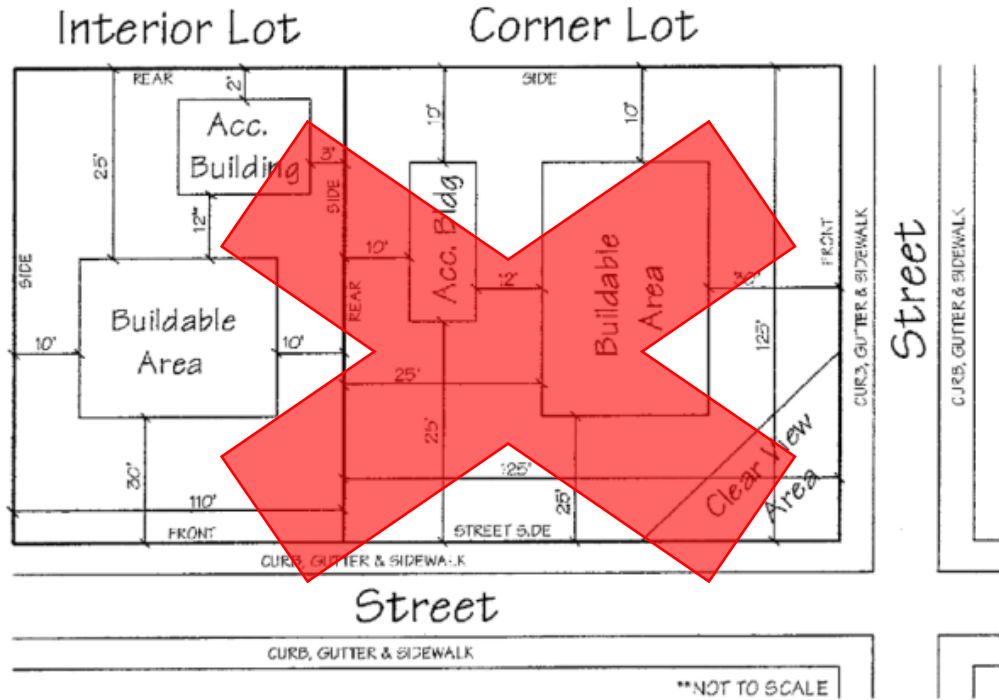 Interior Lot
Corner Lot
REAR
2'
Acc.
Building
3'
25'
12"
SIDE
SIDE
Buildable
Area
10'
10'
30'
110'
FRONT
SIDE
10'
10'
Acc. Bldg
10'
REAR
12'
Buildable
Area
30'
FRONT
125'
25'
25'
125'
25'
Clear View
Area
STREET SIDE
CURB, GUTTER & SIDEWALK
Street
CURB, GUTTER & SIDEWALK
CURB, GUTTER & SIDEWALK
Street
CURB, GUTTER & SIDEWALK
**NOT TO SCALE